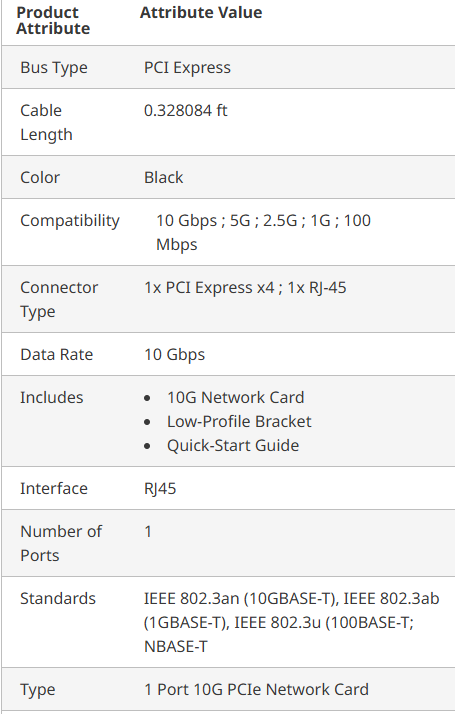 Product Attribute Attribute Value
Bus Type PCI Express
Cable Length 0.328084 ft
Color Black
Compatibility 10 Gbps ; 5G ; 2.5G ; 1G ; 100
Mbps
Connector Type 1x PCI Express x4 ; 1x RJ-45
Data Rate 10 Gbps
Includes • 10G Network Card
• Low-Profile Bracket
• Quick-Start Guide
Interface RJ45
Number of Ports 1
Standards IEEE 802.3an (10GBASE-T), IEEE 802.3ab
(1GBASE-T), IEEE 802.3u (100BASE-T;
NBASE-T
Type 1 Port 10G PCIe Network Card